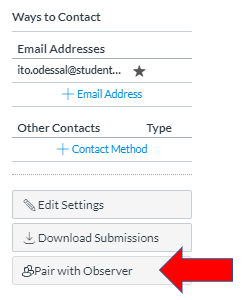 Ways to Contact
Email Addresses
ito.odessal@student...
+ Email Address
Other Contacts Type
+ Contact Method
Edit Settings
Download Submissions
Pair with Observer